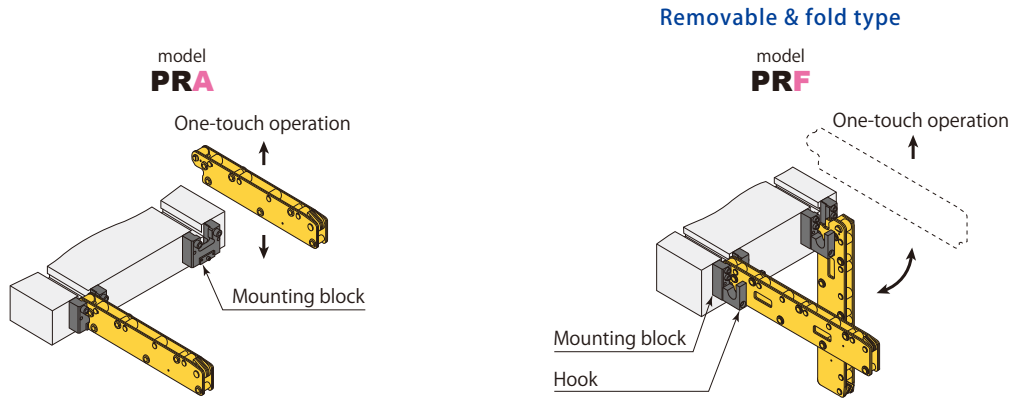 Removable & fold type
model
PRA
One-touch operation
Mounting block
model
PRF
One-touch operation
Mounting block
Hook